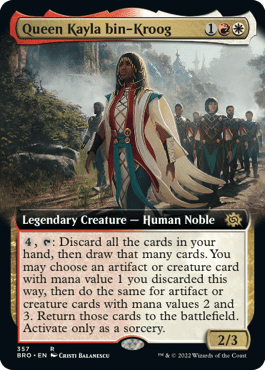 Queen Kayla bin-Kroog 1
Legendary Creature — Human Noble
4, : Discard all the cards in your
hand, then draw that many cards. You
may choose an artifact or creature card
with mana value 1 you discarded this
way, then do the same for artifact or
creature cards with mana values 2 and
3. Return those cards to the battlefield.
Activate only as a sorcery.
2/3
357 R
BRO • EN CRISTI BALANESCU
™ & © 2022 Wizards of the Coast